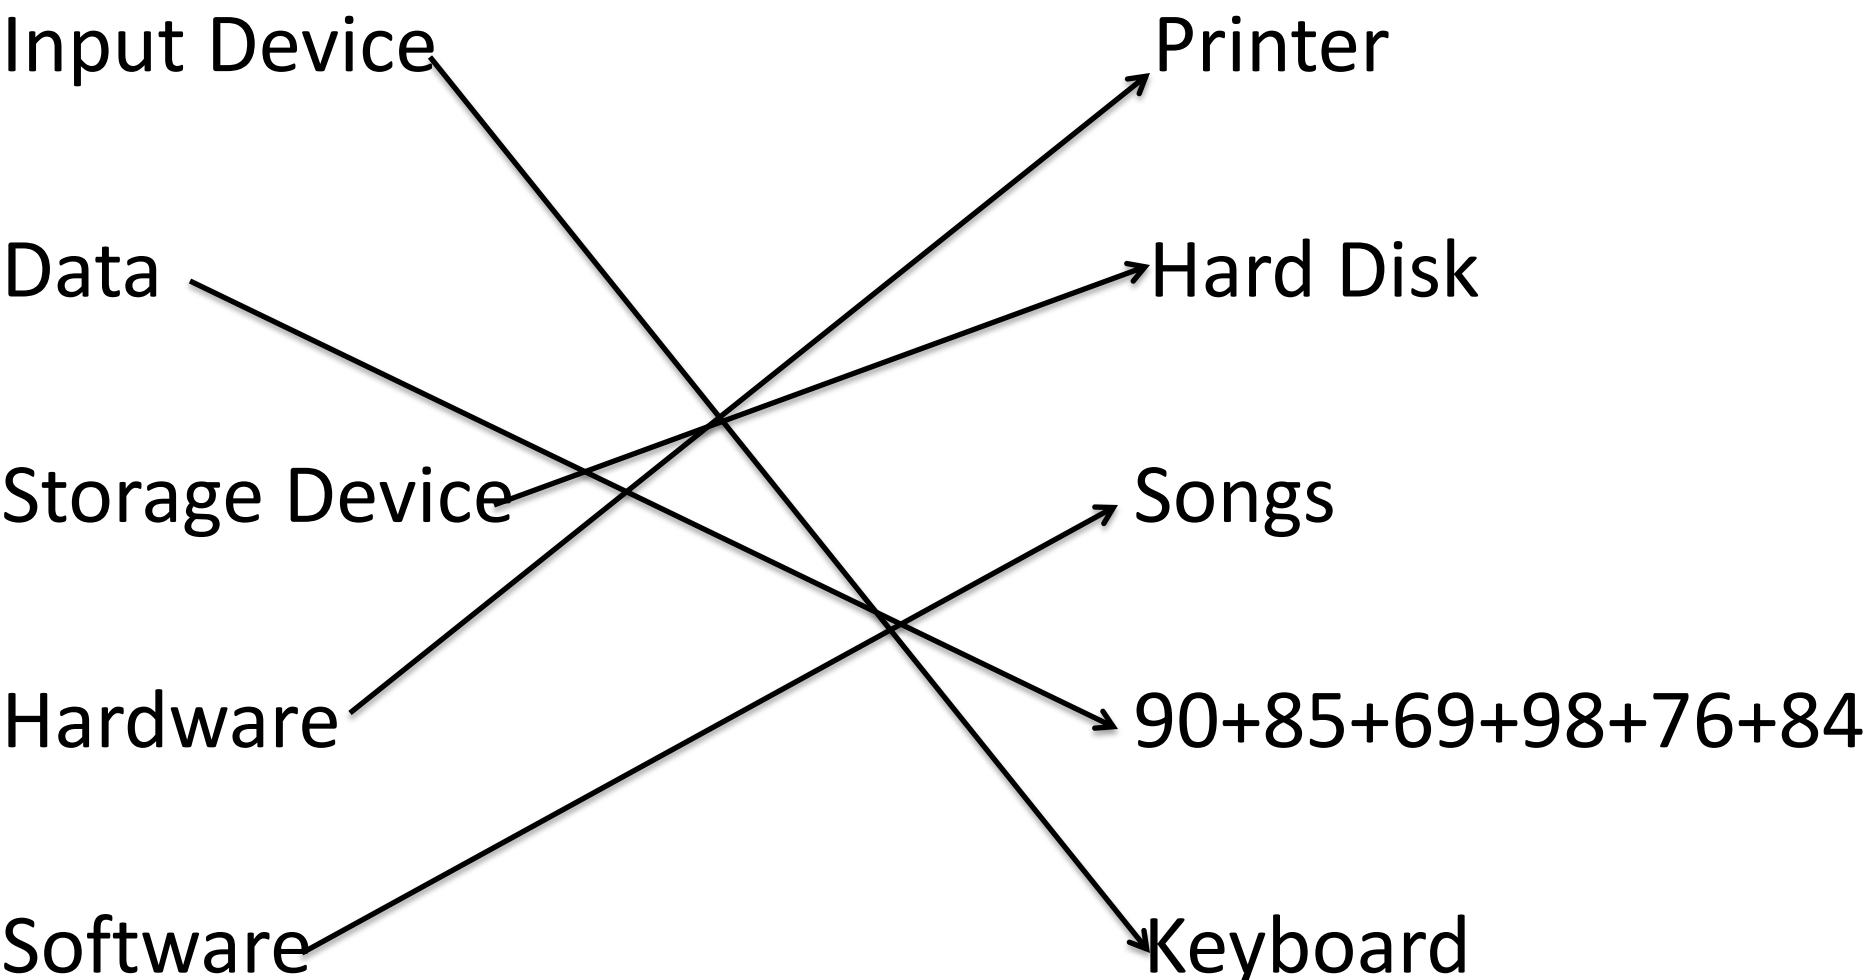 Input Device
Printer
Data
Hard Disk
Storage Device
Songs
Hardware
90+85+69+98+76+84
Software
Keyboard